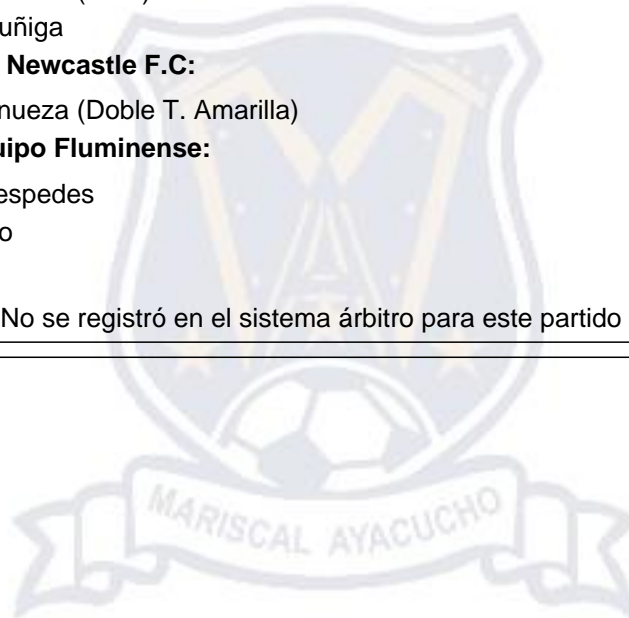 uñiga
Newcastle F.C:
nueza (Doble T. Amarilla)
uipo Fluminense:
espedes
o
No se registró en el sistema árbitro para este partido
MARISCAL AYACUCHO